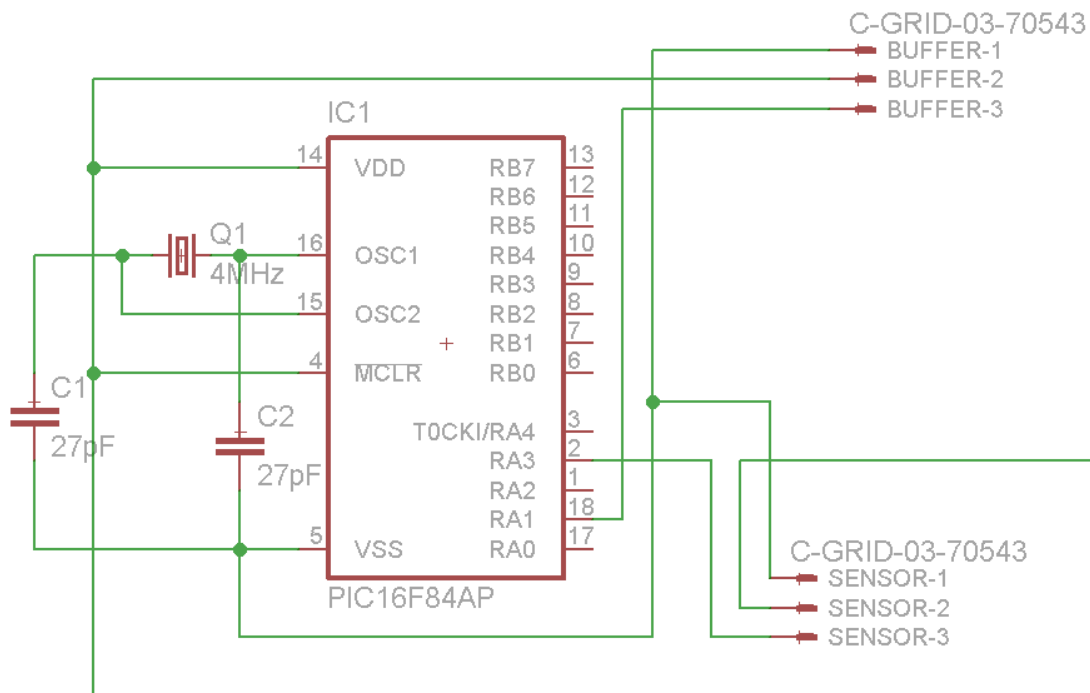 C-GRID-03-70543
BUFFER-1
BUFFER-2
BUFFER-3
IC1
14 VDD RB7 13
RB6 12
RB5 11
Q1
4MHz
16 OSC1 RB4 10
RB3 9
15 OSC2 RB2 8
RB1 7
4 MCLR RB0 6
C1
27pF
C2
27pF
T0CKI/RA4 3
RA3 2
RA2 1
RA1 18
5 VSS RA0 17
PIC16F84AP
C-GRID-03-70543
SENSOR-1
SENSOR-2
SENSOR-3